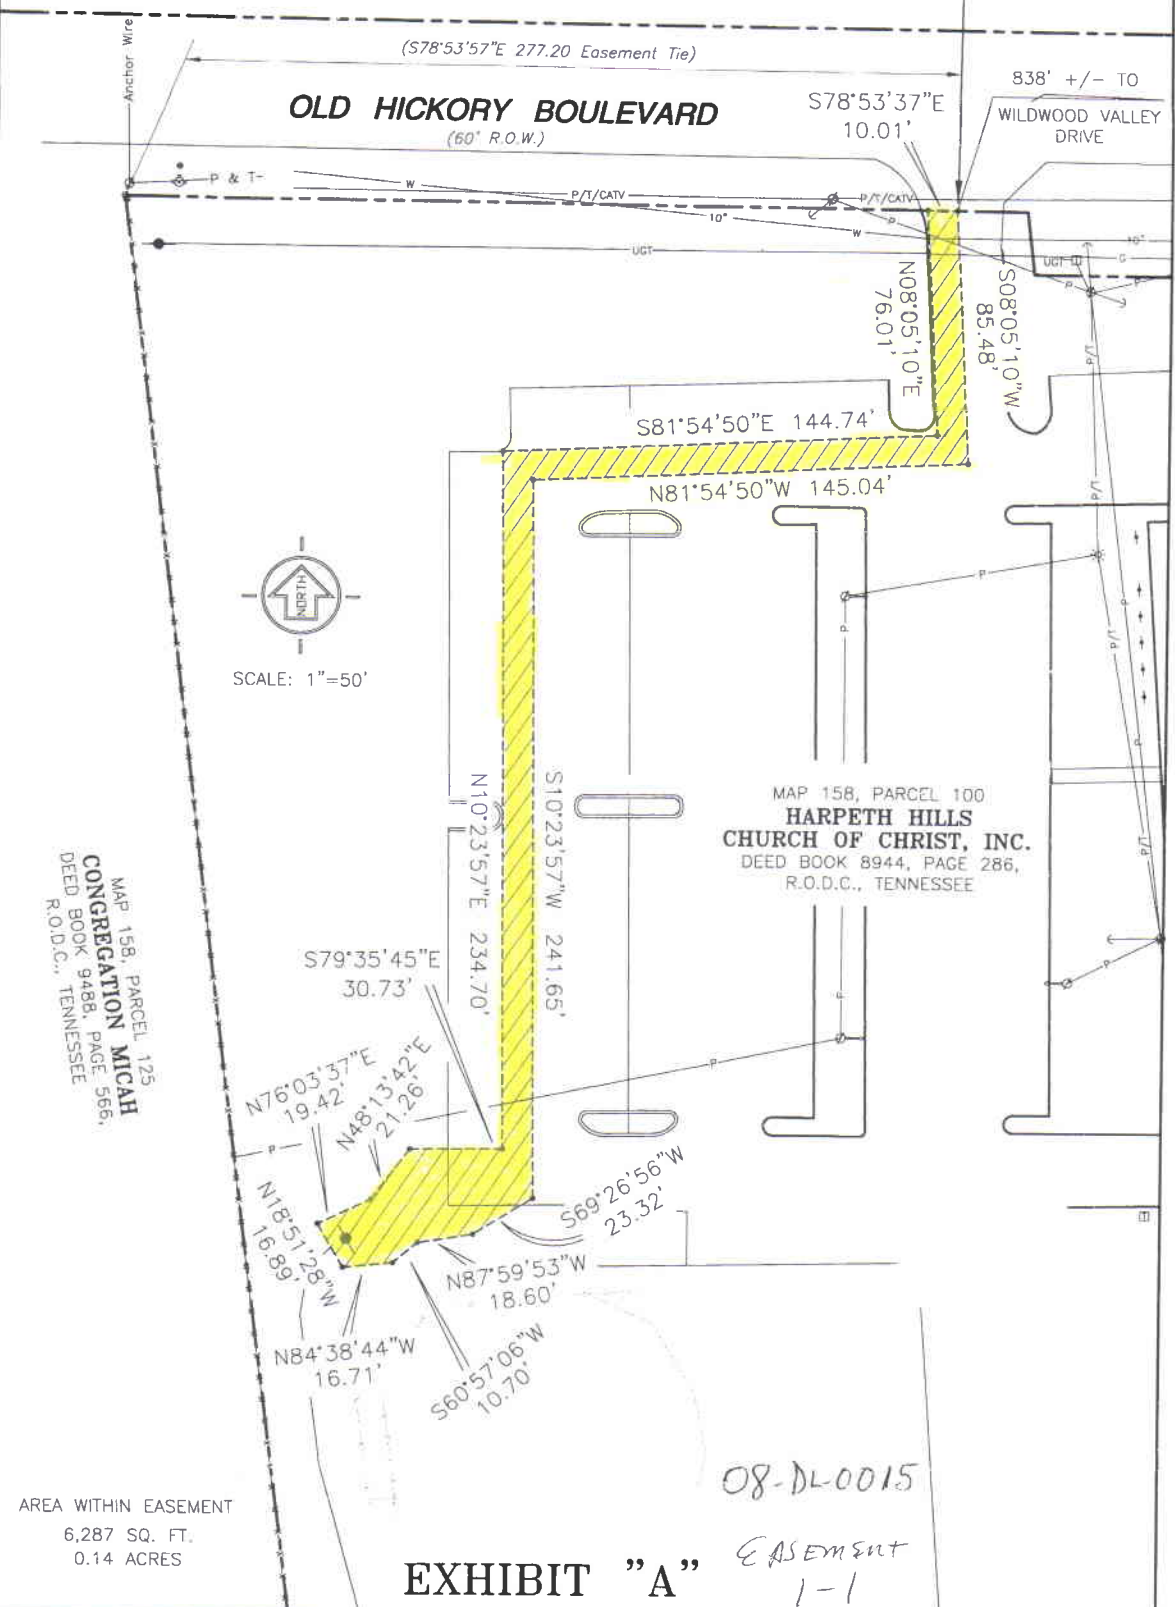 (S78°53'57"E 277.20 Easement Tie)
Anchor Wire
OLD HICKORY BOULEVARD
(60' R.O.W.)
S78°53'37"E
10.01'
838' +/- TO
WILDWOOD VALLEY
DRIVE
P & T-
W
P/T/CATV
P/T/CATV
P
10"
W
10"
UGT
UGT
G
P
P
N08°05'10"E
76.01'
S08°05'10"W
85.48'
P/T
S81°54'50"E 144.74'
N81°54'50"W 145.04'
P/T
NORTH
SCALE: 1"=50'
P
P
P
P/T
P
N10°23'57"E 234.70'
S10°23'57"W 241.65'
MAP 158, PARCEL 100
HARPETH HILLS
CHURCH OF CHRIST, INC.
DEED BOOK 8944, PAGE 286,
R.O.D.C., TENNESSEE
P/T
MAP 158, PARCEL 125
CONGREGATION MICAH
DEED BOOK 9488, PAGE 566,
R.O.D.C., TENNESSEE
S79°35'45"E
30.73'
P
P
P
N76°03'37"E
19.42'
N48°13'42"E
21.26'
P
N18°51'28"W
16.89'
S69°26'56"W
23.32'
N87°59'53"W
18.60'
N84°38'44"W
16.71'
S60°57'06"W
10.70'
08-DL-0015
AREA WITHIN EASEMENT
6,287 SQ. FT.
0.14 ACRES
EXHIBIT "A"
EASEMENT
1-1